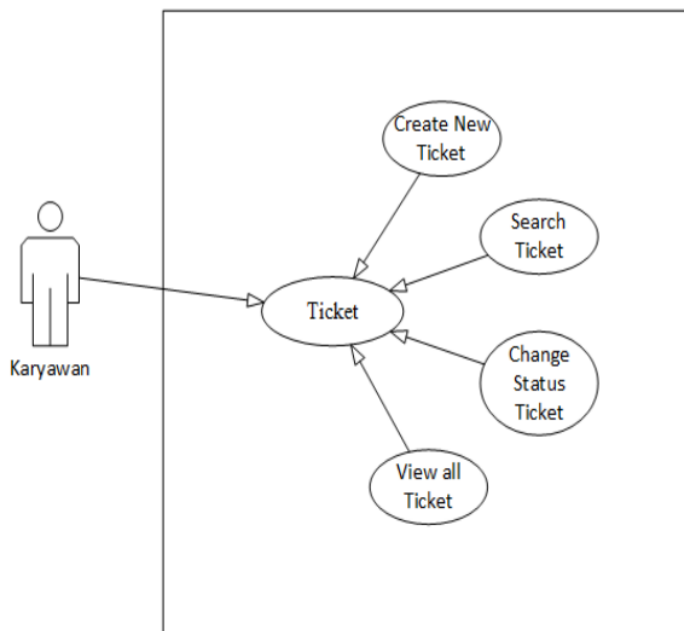 Create New
Ticket
Search
Ticket
Ticket
Karyawan
Change
Status
Ticket
View all
Ticket